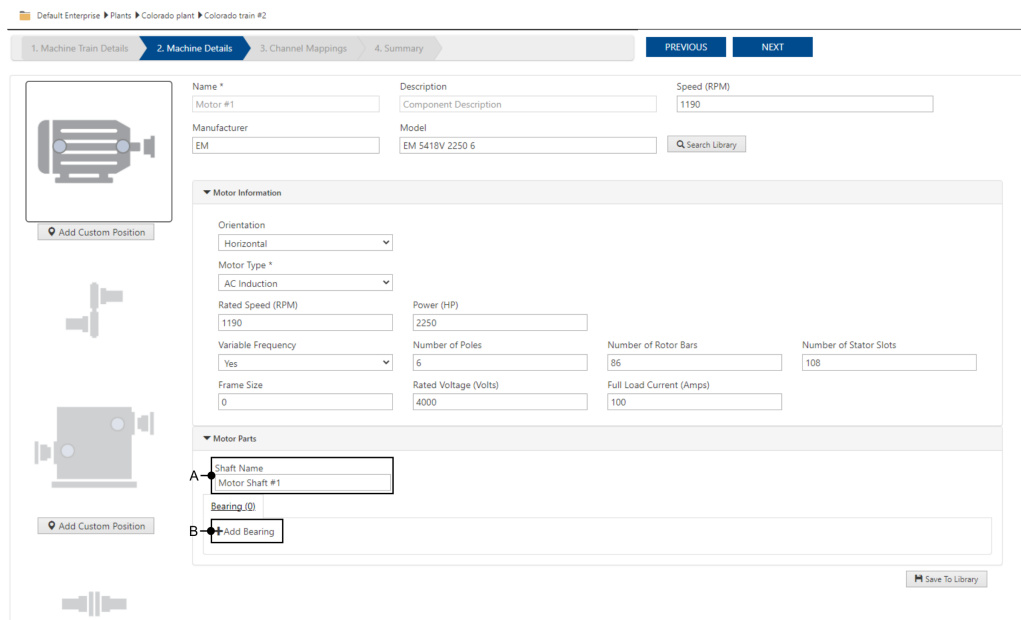 Default Enterprise Plants Colorado plant Colorado train #2
1. Machine Train Details 2. Machine Details 3. Channel Mappings 4. Summary PREVIOUS NEXT
Name * Description Speed (RPM)
Motor #1 Component Description 1190
Manufacturer Model
EM EM 5418V 2250 6 Search Library
Motor Information
Add Custom Position
Orientation
Horizontal
Motor Type *
AC Induction
Rated Speed (RPM) Power (HP)
1190 2250
Variable Frequency Number of Poles Number of Rotor Bars Number of Stator Slots
Yes 6 86 108
Frame Size Rated Voltage (Volts) Full Load Current (Amps)
0 4000 100
Motor Parts
A Shaft Name
Motor Shaft #1
Bearing (0)
Add Custom Position
B +Add Bearing
Save To Library